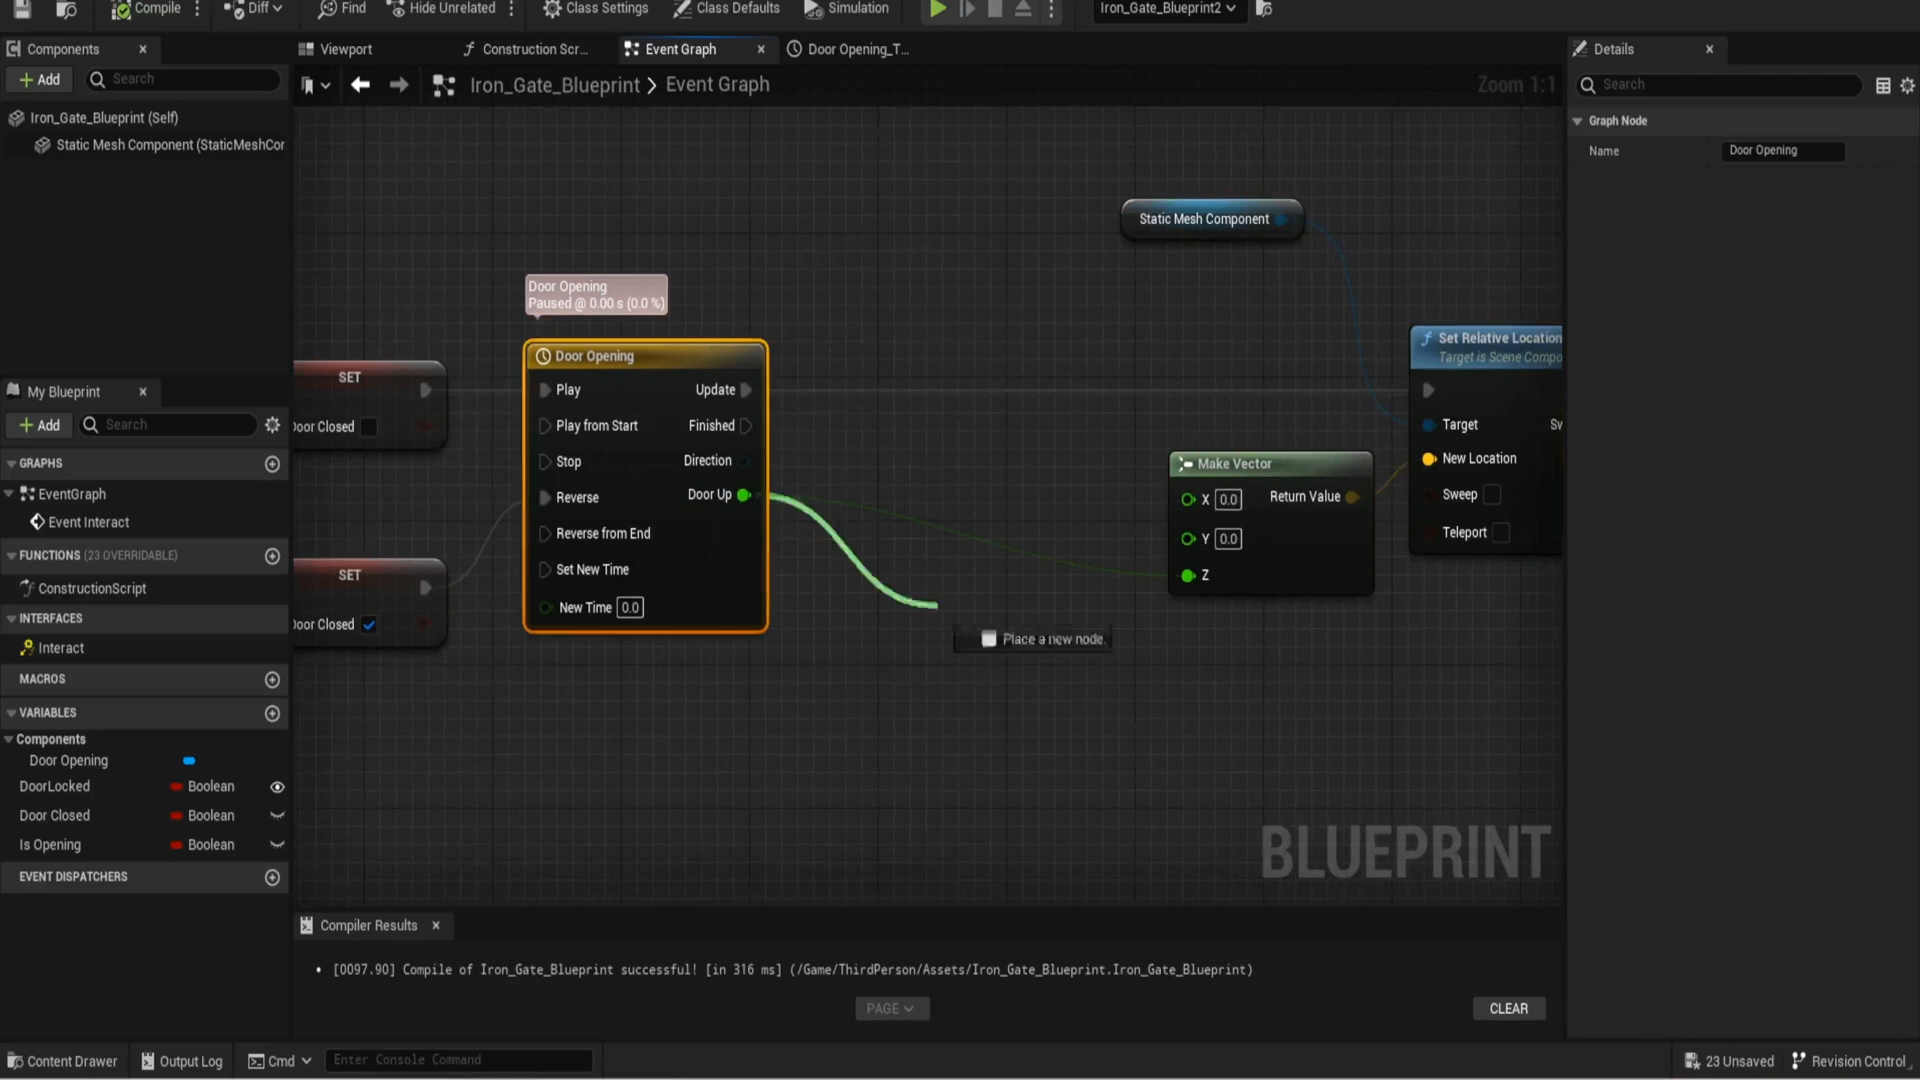 Compile
Diff
Find
Hide Unrelated
Class Settings
Class Defaults
Simulation
Iron_Gate_Blueprint2
Components
Viewport
Construction Scr...
Event Graph
Door Opening_T...
Details
Add
Search
Iron_Gate_Blueprint > Event Graph
Zoom 1:1
Search
Iron_Gate_Blueprint (Self)
Static Mesh Component (StaticMeshCor
Graph Node
Name
Door Opening
Static Mesh Component
Door Opening
Paused @ 0.00 s (0.0 %)
SET
Door Closed
SET
Door Closed
Door Opening
Play
Update
Play from Start
Finished
Stop
Direction
Reverse
Door Up
Reverse from End
Set New Time
New Time 0.0
Place a new node.
Make Vector
X 0.0
Return Value
Y 0.0
Z
Set Relative Location
Target is Scene Compo
Target
Sv
New Location
Sweep
Teleport
BLUEPRINT
My Blueprint
Add
Search
GRAPHS
EventGraph
Event Interact
FUNCTIONS (23 OVERRIDABLE)
ConstructionScript
INTERFACES
Interact
MACROS
VARIABLES
Components
Door Opening
DoorLocked
Boolean
Door Closed
Boolean
Is Opening
Boolean
EVENT DISPATCHERS
Compiler Results
[0097.90] Compile of Iron_Gate_Blueprint successful! [in 316 ms] (/Game/ThirdPerson/Assets/Iron_Gate_Blueprint.Iron_Gate_Blueprint)
PAGE
CLEAR
Content Drawer
Output Log
Cmd
Enter Console Command
23 Unsaved
Revision Control